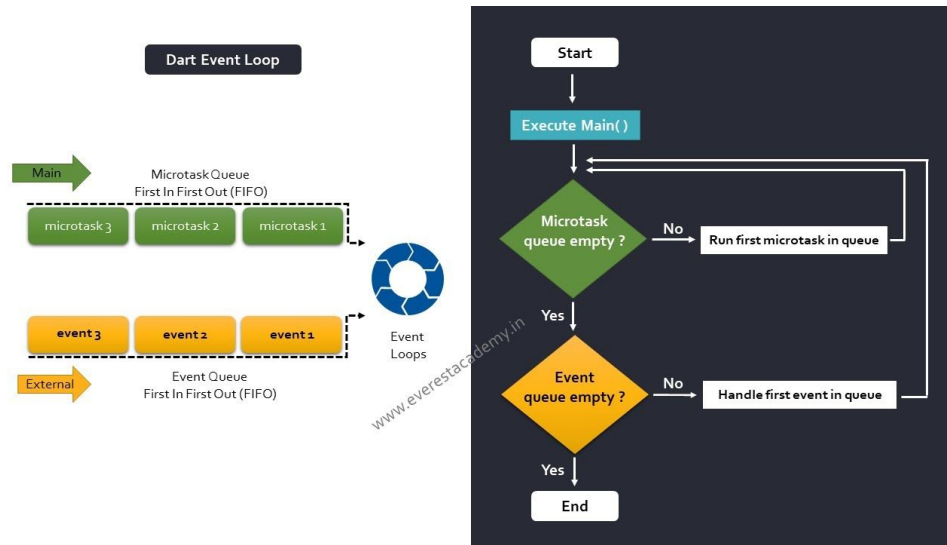 Dart Event Loop
Main
Microtask Queue
First In First Out (FIFO)
microtask 3
microtask 2
microtask 1
event 3
event 2
event 1
Event
Loops
External
Event Queue
First In First Out (FIFO)
www.everestacademy.in
Start
Execute Main( )
Microtask
queue empty ?
No
Run first microtask in queue
Yes
Event
queue empty ?
No
Handle first event in queue
Yes
End